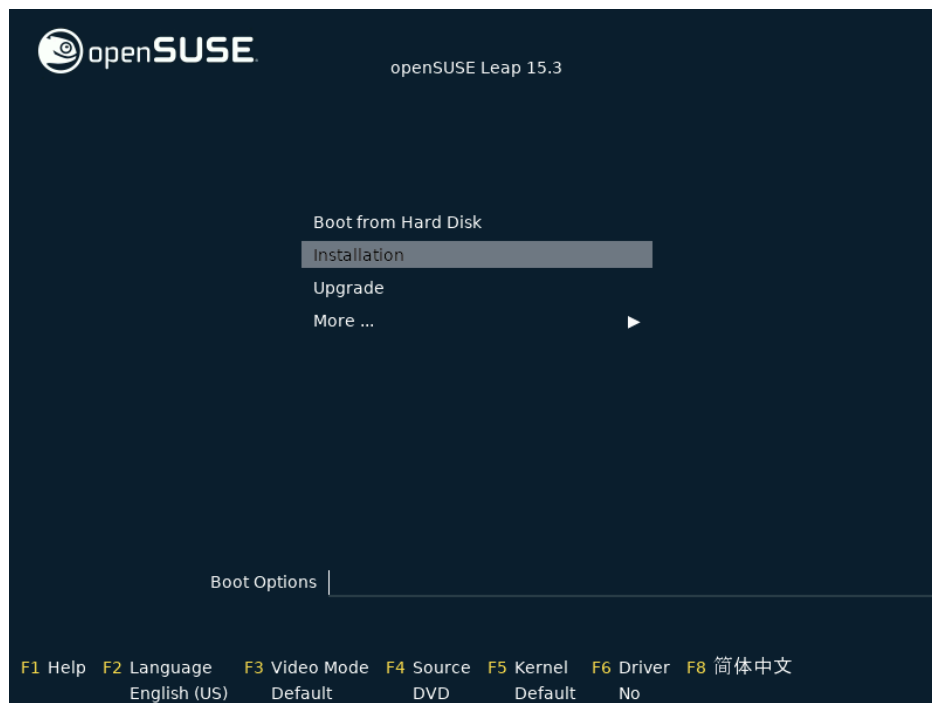 openSUSE.
openSUSE Leap 15.3
Boot from Hard Disk
Installation
Upgrade
More ...
Boot Options
F1 Help F2 Language F3 Video Mode F4 Source F5 Kernel F6 Driver F8 简体中文
English (US) Default DVD Default No